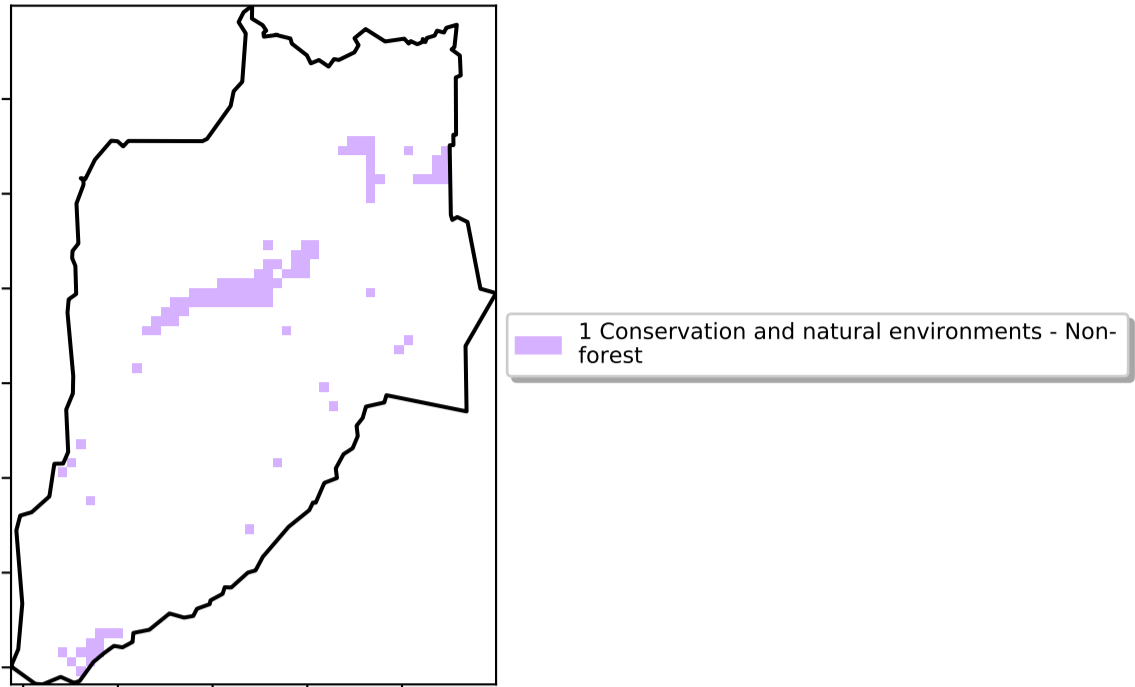 1 Conservation and natural environments - Non-
forest